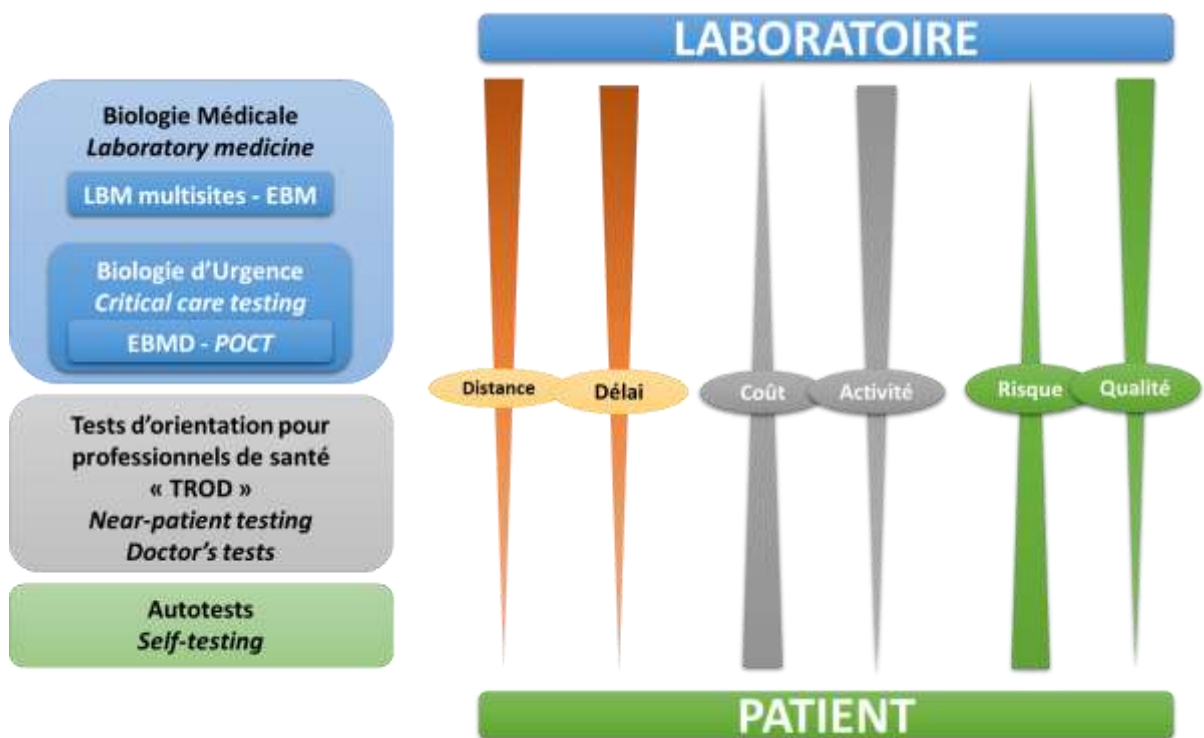 LABORATOIRE
Biologie Médicale
Laboratory medicine
LBM multisites - EBM
Biologie d’Urgence
Critical care testing
EBMD - POCT
Tests d’orientation pour
professionnels de santé
« TROD »
Near-patient testing
Doctor’s tests
Autotests
Self-testing
Distance
Délai
Coût
Activité
Risque
Qualité
PATIENT